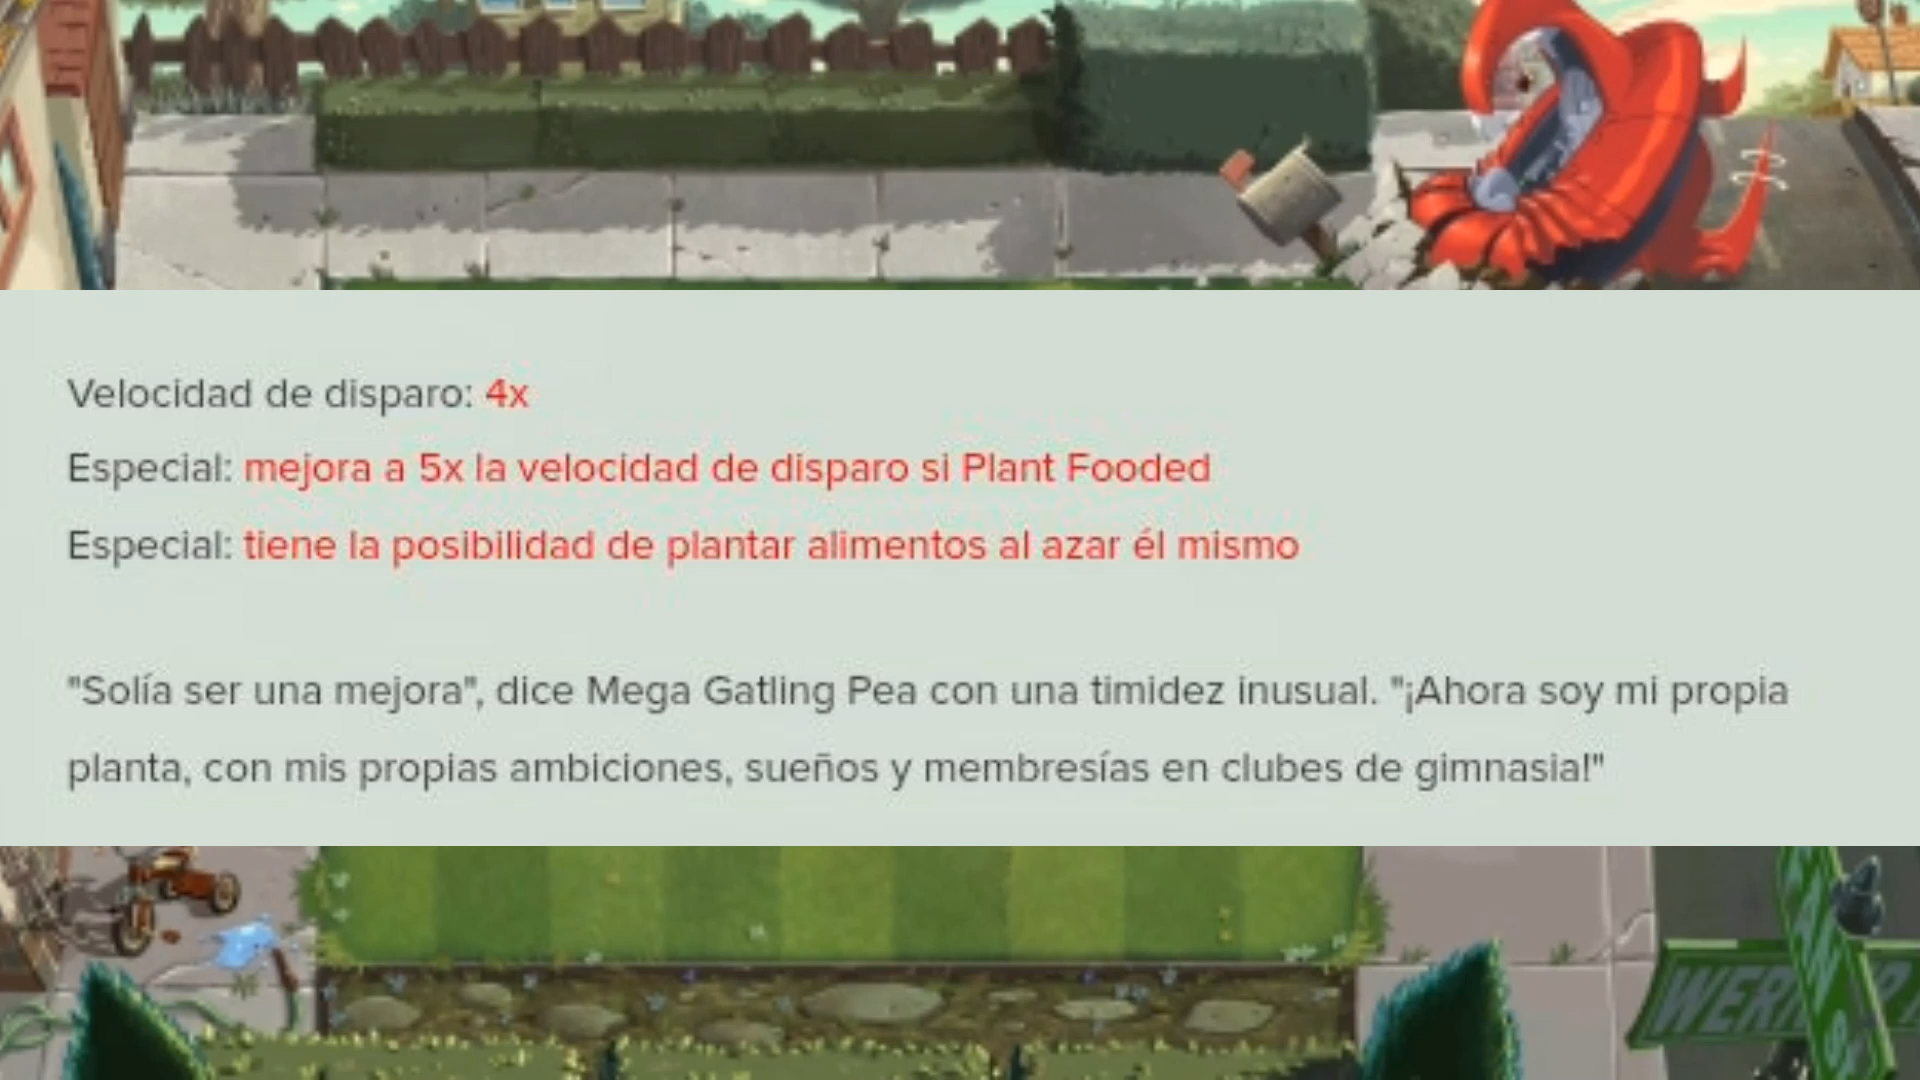 Velocidad de disparo: 4x
Especial: mejora a 5x la velocidad de disparo si Plant Fooded
Especial: tiene la posibilidad de plantar alimentos al azar él mismo
"Solía ser una mejora", dice Mega Gatling Pea con una timidez inusual. "¡Ahora soy mi propia
planta, con mis propias ambiciones, sueños y membresías en clubes de gimnasia!"